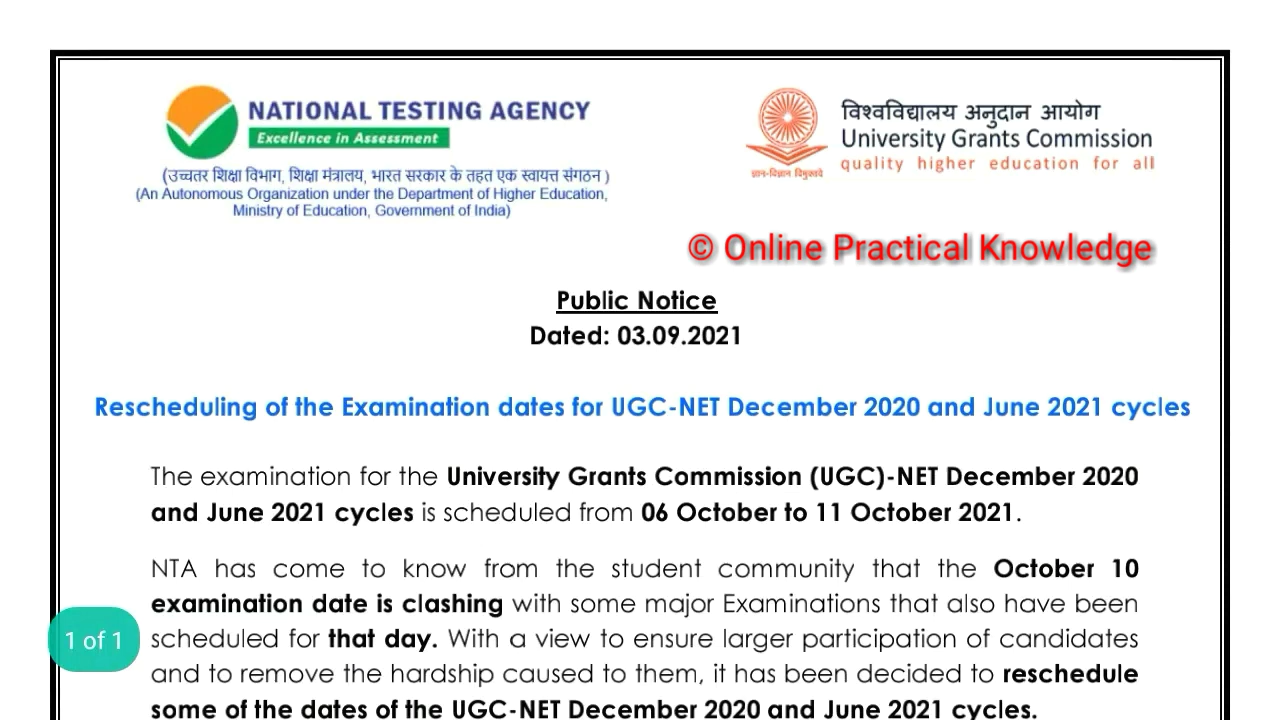 NATIONAL TESTING AGENCY
Excellence in Assessment
(उच्चतर शिक्षा विभाग, शिक्षा मंत्रालय, भारत सरकार के तहत एक स्वायत्त संगठन )
(An Autonomous Organization under the Department of Higher Education,
Ministry of Education, Government of India)
विश्वविद्यालय अनुदान आयोग
University Grants Commission
quality higher education for all
ज्ञान-विज्ञान विमुक्तये
© Online Practical Knowledge
Public Notice
Dated: 03.09.2021
Rescheduling of the Examination dates for UGC-NET December 2020 and June 2021 cycles
The examination for the University Grants Commission (UGC)-NET December 2020
and June 2021 cycles is scheduled from 06 October to 11 October 2021.
NTA has come to know from the student community that the October 10
examination date is clashing with some major Examinations that also have been
scheduled for that day. With a view to ensure larger participation of candidates
and to remove the hardship caused to them, it has been decided to reschedule
some of the dates of the UGC-NET December 2020 and June 2021 cycles.
1 of 1